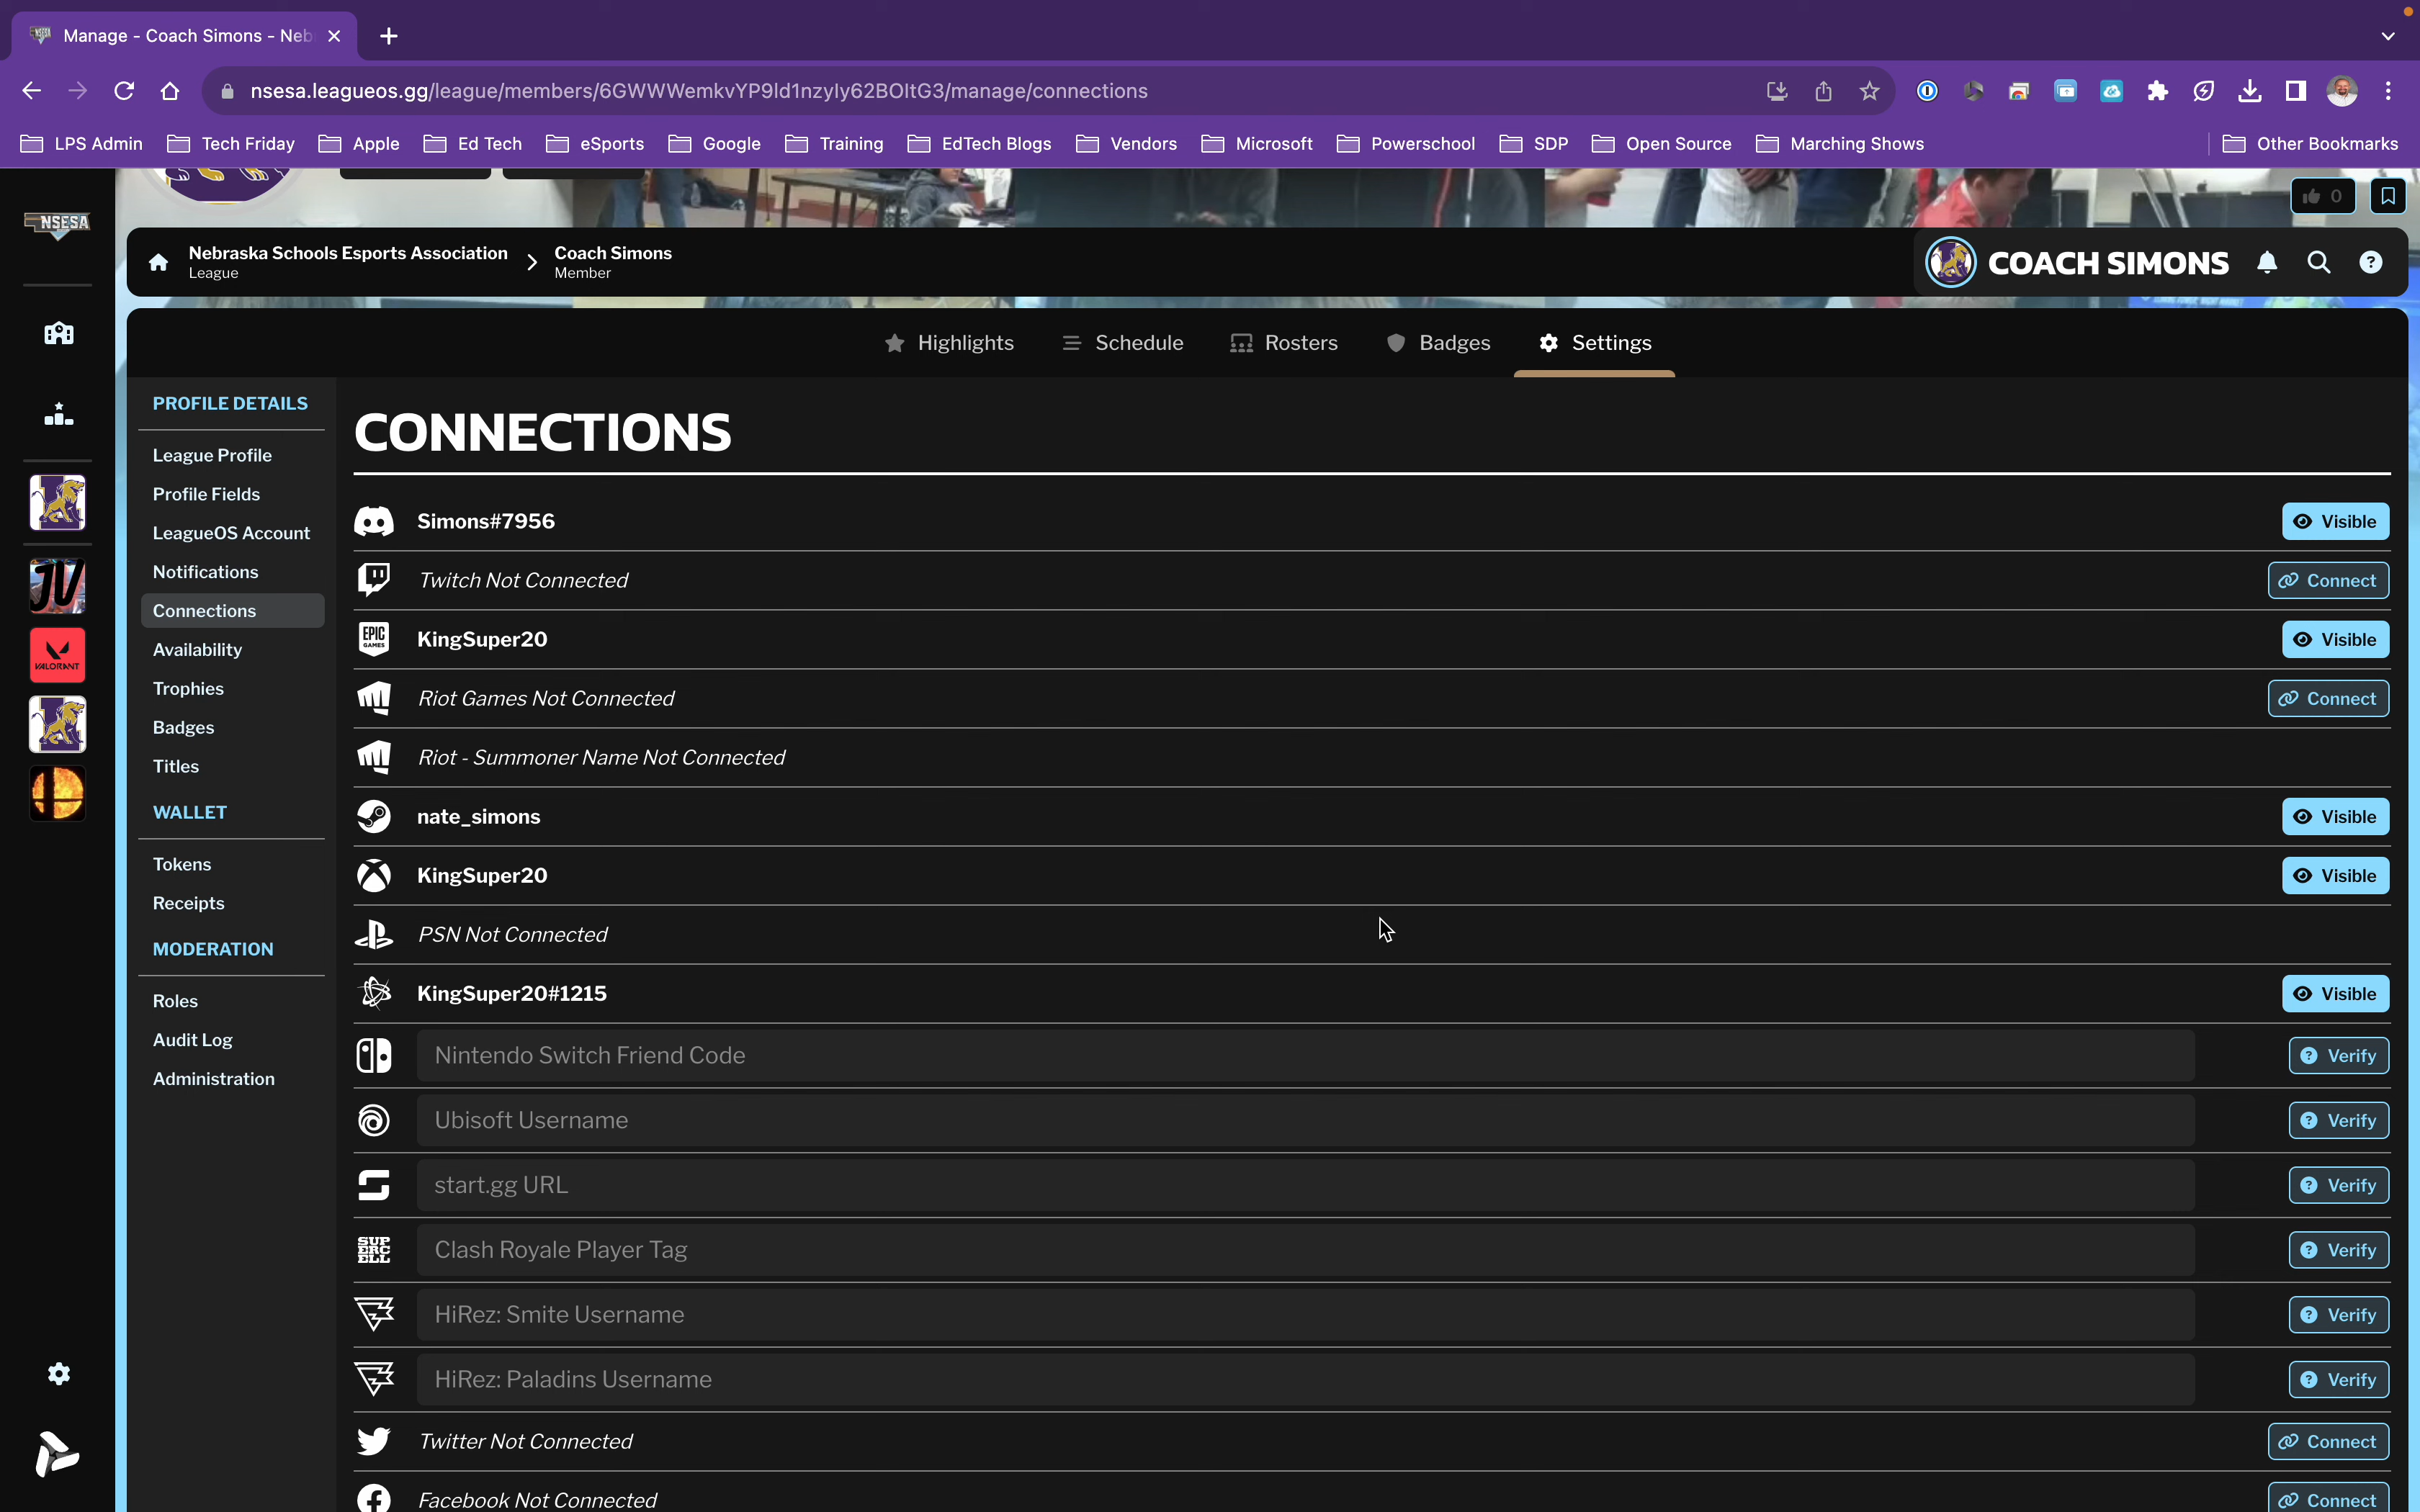 Manage - Coach Simons - Neb
nsesa.leagueos.gg/league/members/6GWWWemkvYP9ld1nzyIy62BOItG3/manage/connections
LPS Admin Tech Friday Apple Ed Tech eSports Google Training EdTech Blogs Vendors Microsoft Powerschool SDP Open Source Marching Shows Other Bookmarks
NSESA
0
Nebraska Schools Esports Association
League
Coach Simons
Member
COACH SIMONS
Highlights Schedule Rosters Badges Settings
JV
VALORANT
PROFILE DETAILS
League Profile
Profile Fields
LeagueOS Account
Notifications
Connections
Availability
Trophies
Badges
Titles
WALLET
Tokens
Receipts
MODERATION
Roles
Audit Log
Administration
CONNECTIONS
Simons#7956 Visible
Twitch Not Connected Connect
EPIC GAMES KingSuper20 Visible
Riot Games Not Connected Connect
Riot - Summoner Name Not Connected
nate_simons Visible
KingSuper20 Visible
PSN Not Connected
KingSuper20#1215 Visible
Nintendo Switch Friend Code Verify
Ubisoft Username Verify
start.gg URL Verify
SUPERCELL Clash Royale Player Tag Verify
HiRez: Smite Username Verify
HiRez: Paladins Username Verify
Twitter Not Connected Connect
Facebook Not Connected Connect